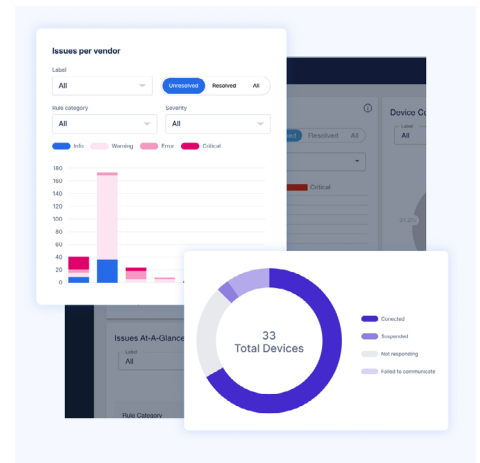 Issues per vendor
Label
All
Unresolved Resolved All
Rule category Severity
All All
Info Warning Error Critical
180
160
140
120
100
80
60
40
20
0
Device
Label
All
Resolved All
Critical
Issues At-A-Glance
Label
All
Rule Category
33
Total Devices
Conected
Suspended
Not responding
Failed to communicate